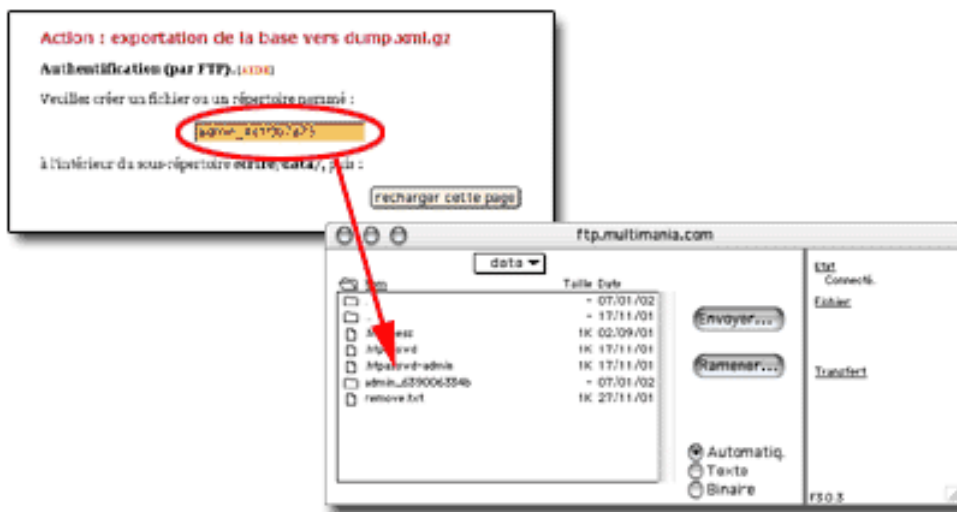 Action : exportation de la base vers dump.xml.gz
Authentification (par FTP). [AIDE]
Veuillez créer un fichier ou un répertoire nommé :
à l'intérieur du sous-répertoire ecrire/data/, puis :
recharger cette page
ftp.multimania.com
data
Nom Taille Date
. - 07/01/02
.. - 17/11/01
1K 02/09/01
1K 17/11/01
.htpasswd-admin 1K 17/11/01
admin_639006334b - 07/01/02
remove.txt 1K 27/11/01
Envoyer...
Ramener...
Automatiq.
Texte
Binaire
Etat
Connecté.
Fichier
Transfert
F3.0.3